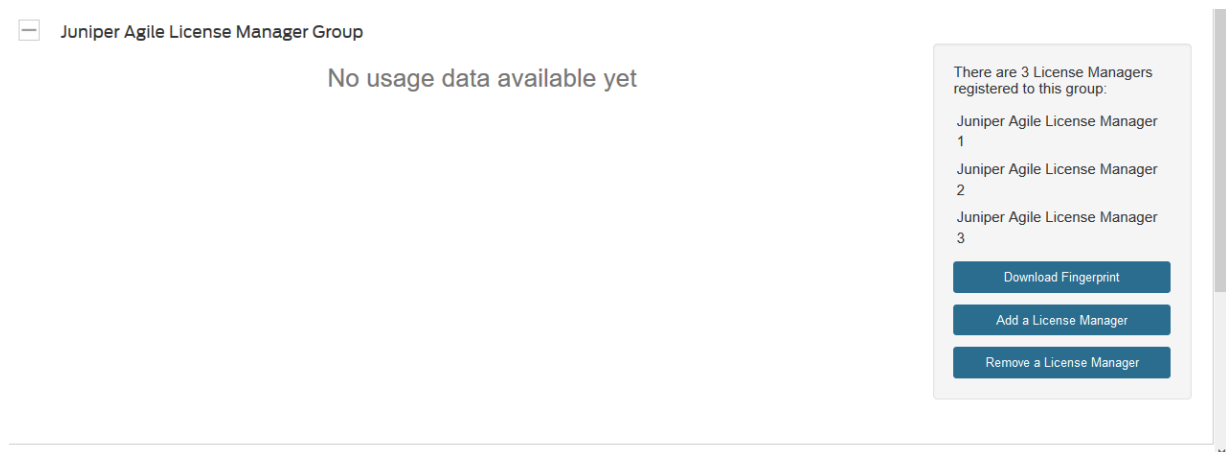 Juniper Agile License Manager Group
No usage data available yet
There are 3 License Managers
registered to this group:
Juniper Agile License Manager
1
Juniper Agile License Manager
2
Juniper Agile License Manager
3
Download Fingerprint
Add a License Manager
Remove a License Manager